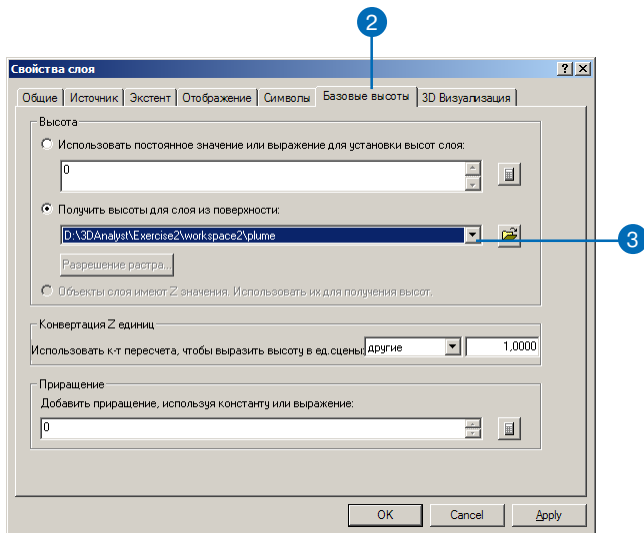 2
Свойства слоя
Общие Источник Экстент Отображение Символы Базовые высоты 3D Визуализация
Высота
Использовать постоянное значение или выражение для установки высот слоя:
0
Получить высоты для слоя из поверхности:
D:\3DAnalyst\Exercise2\workspace2\plume
3
Разрешение растра...
Объекты слоя имеют Z значения. Использовать их для получения высот.
Конвертация Z единиц
Использовать к-т пересчета, чтобы выразить высоту в ед.сцены: другие 1,0000
Приращение
Добавить приращение, используя константу или выражение:
0
OK Cancel Apply